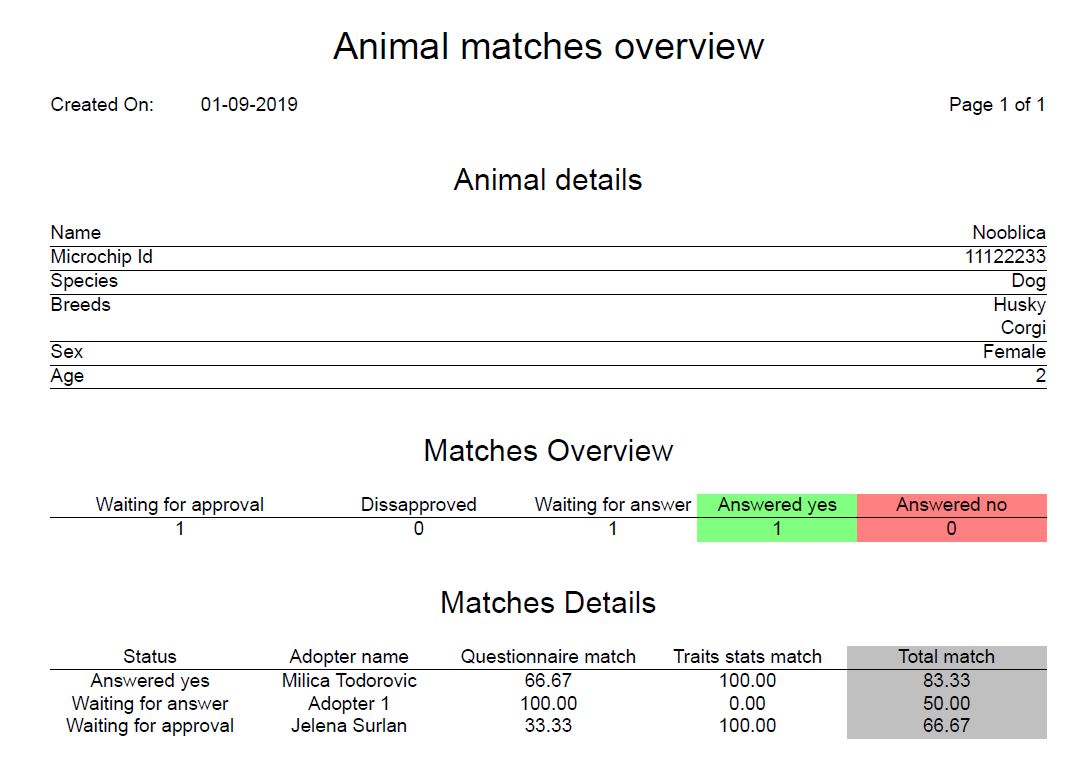 Animal matches overview
Created On: 01-09-2019 Page 1 of 1
Animal details
Name Nooblica
Microchip Id 11122233
Species Dog
Breeds Husky
Corgi
Sex Female
Age 2
Matches Overview
Waiting for approval Dissapproved Waiting for answer Answered yes Answered no
1 0 1 1 0
Matches Details
Status Adopter name Questionnaire match Traits stats match Total match
Answered yes Milica Todorovic 66.67 100.00 83.33
Waiting for answer Adopter 1 100.00 0.00 50.00
Waiting for approval Jelena Surlan 33.33 100.00 66.67